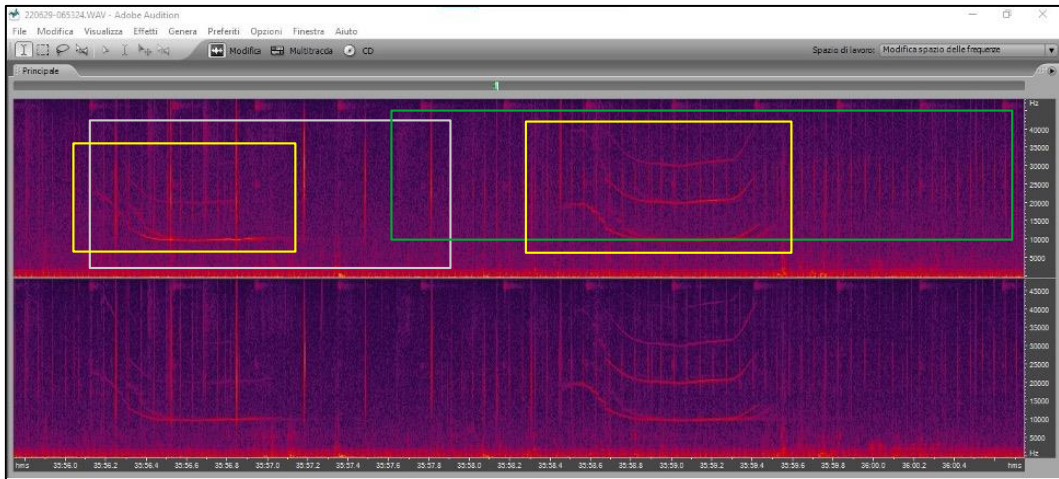 220629-065324.WAV - Adobe Audition
File Modifica Visualizza Effetti Genera Preferiti Opzioni Finestra Aiuto
Modifica Multitraccia CD Spazio di lavoro: Modifica spazio delle frequenze
Principale
Hz
40000
35000
30000
25000
20000
15000
10000
5000
45000
40000
35000
30000
25000
20000
15000
10000
5000
Hz
hms 35:56.0 35:56.2 35:56.4 35:56.6 35:56.8 35:57.0 35:57.2 35:57.4 35:57.6 35:57.8 35:58.0 35:58.2 35:58.4 35:58.6 35:58.8 35:59.0 35:59.2 35:59.4 35:59.6 35:59.8 36:00.0 36:00.2 36:00.4 hms